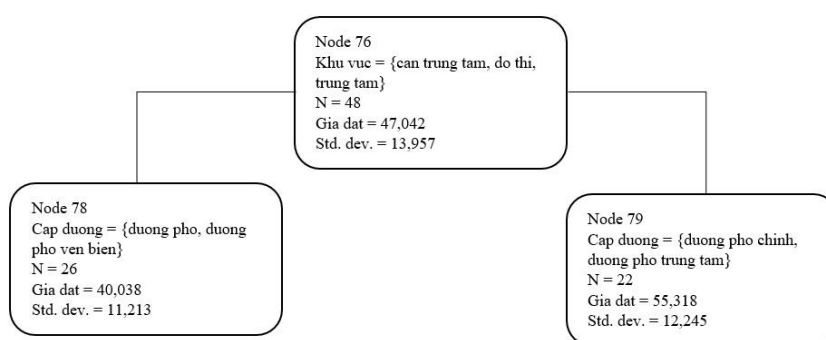 Node 76
Khu vuc = {can trung tam, do thi,
trung tam}
N = 48
Gia dat = 47,042
Std. dev. = 13,957
Node 78
Cap duong = {duong pho, duong
pho ven bien}
N = 26
Gia dat = 40,038
Std. dev. = 11,213
Node 79
Cap duong = {duong pho chinh,
duong pho trung tam}
N = 22
Gia dat = 55,318
Std. dev. = 12,245